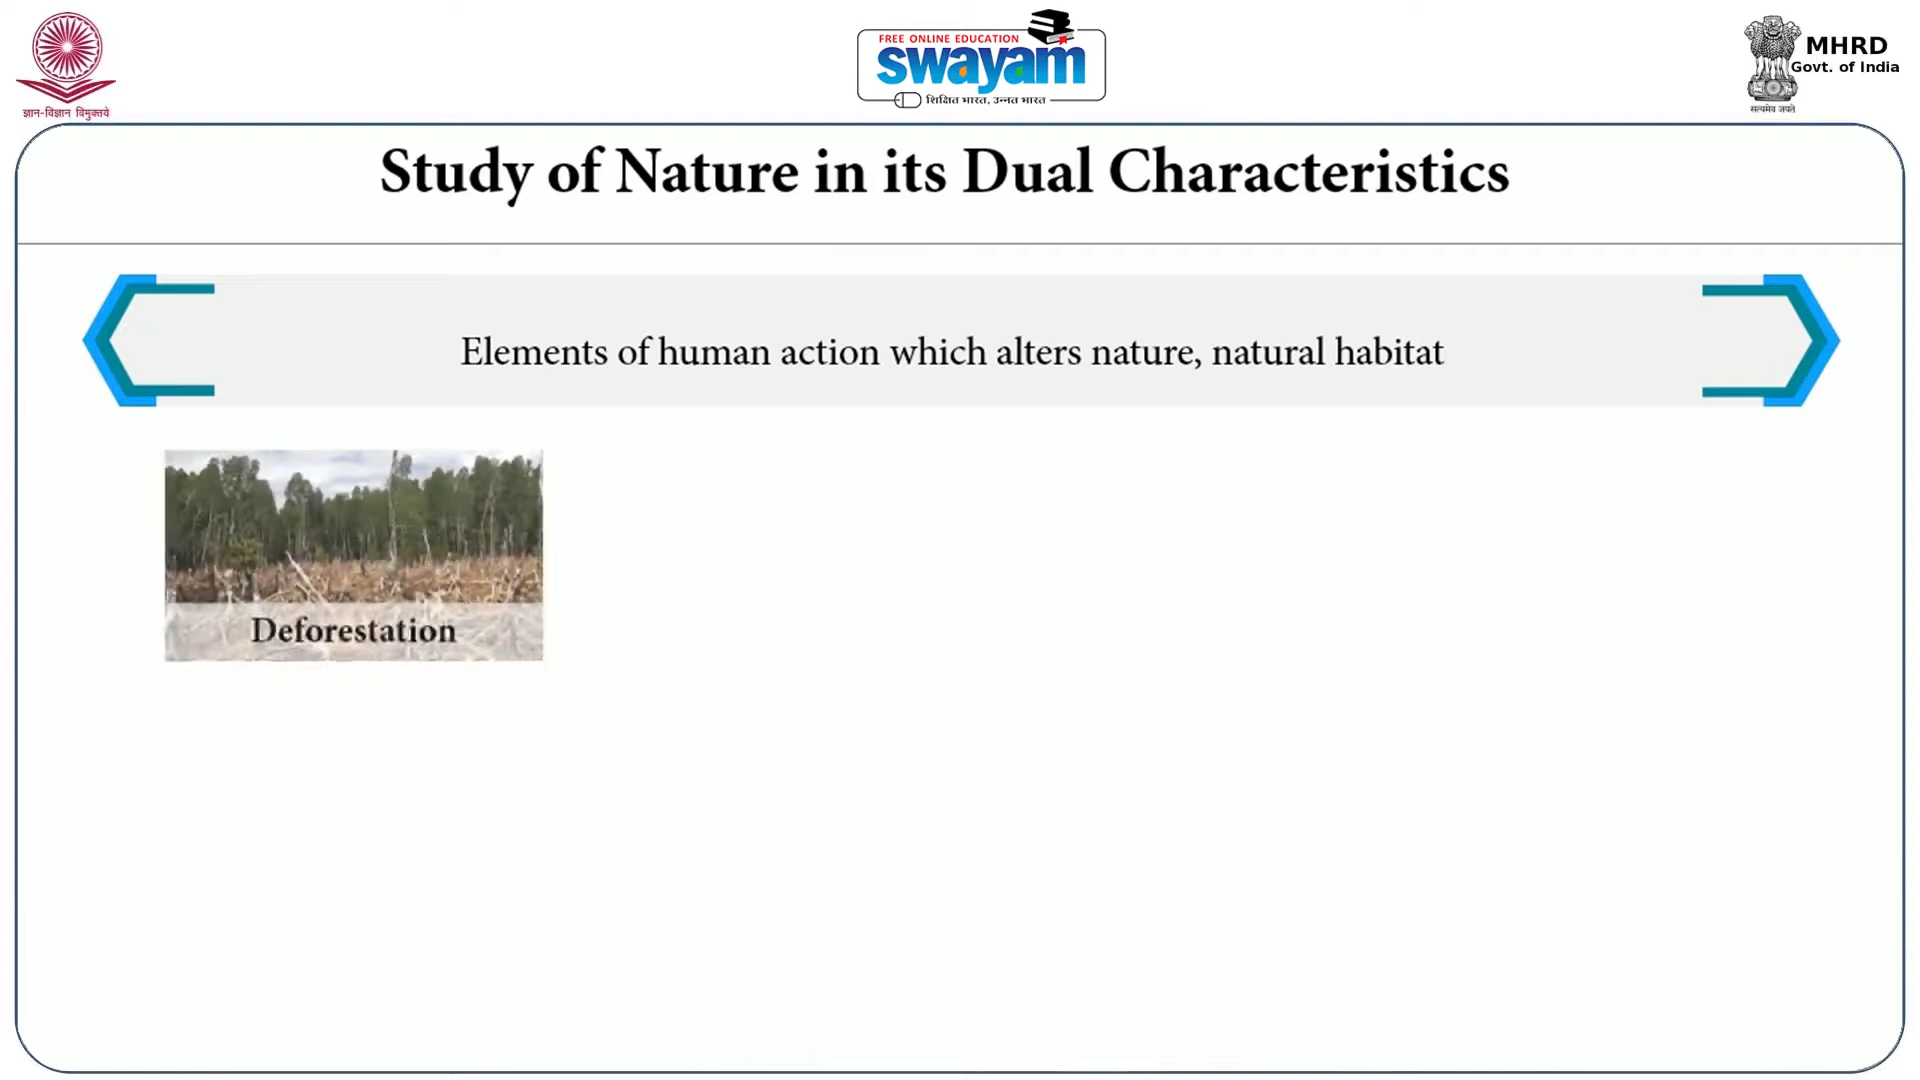 ज्ञान-विज्ञान विमुक्तये
FREE ONLINE EDUCATION
swayam
शिक्षित भारत, उन्नत भारत
MHRD
Govt. of India
सत्यमेव जयते
Study of Nature in its Dual Characteristics
Elements of human action which alters nature, natural habitat
Deforestation